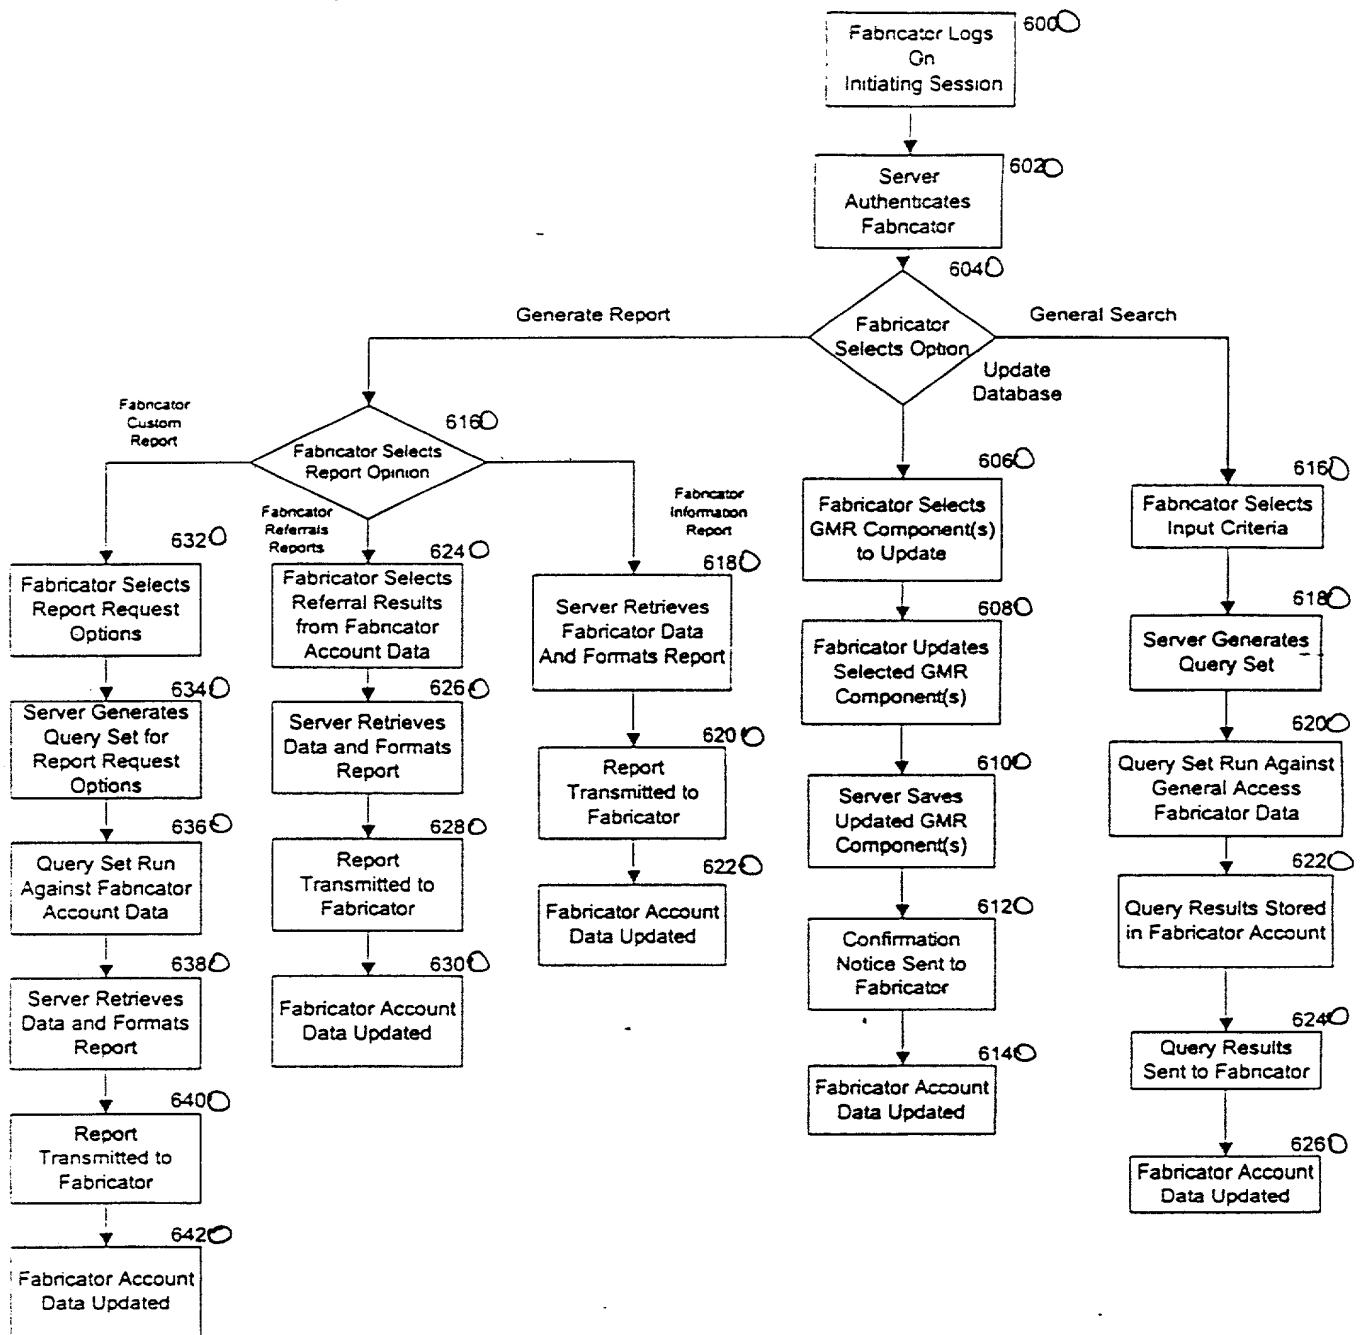 Fabricator Logs
On
Initiating Session
600
Server
Authenticates
Fabricator
602
604
Fabricator
Selects Option
Generate Report
General Search
Update
Database
Fabricator
Custom
Report
616
Fabricator Selects
Report Opinion
Fabricator
Referrals
Reports
Fabricator
Information
Report
632
Fabricator Selects
Report Request
Options
634
Server Generates
Query Set for
Report Request
Options
636
Query Set Run
Against Fabricator
Account Data
638
Server Retrieves
Data and Formats
Report
640
Report
Transmitted to
Fabricator
642
Fabricator Account
Data Updated
624
Fabricator Selects
Referral Results
from Fabricator
Account Data
626
Server Retrieves
Data and Formats
Report
628
Report
Transmitted to
Fabricator
630
Fabricator Account
Data Updated
618
Server Retrieves
Fabricator Data
And Formats Report
620
Report
Transmitted to
Fabricator
622
Fabricator Account
Data Updated
606
Fabricator Selects
GMR Component(s)
to Update
608
Fabricator Updates
Selected GMR
Component(s)
610
Server Saves
Updated GMR
Component(s)
612
Confirmation
Notice Sent to
Fabricator
614
Fabricator Account
Data Updated
616
Fabricator Selects
Input Criteria
618
Server Generates
Query Set
620
Query Set Run Against
General Access
Fabricator Data
622
Query Results Stored
in Fabricator Account
624
Query Results
Sent to Fabricator
626
Fabricator Account
Data Updated